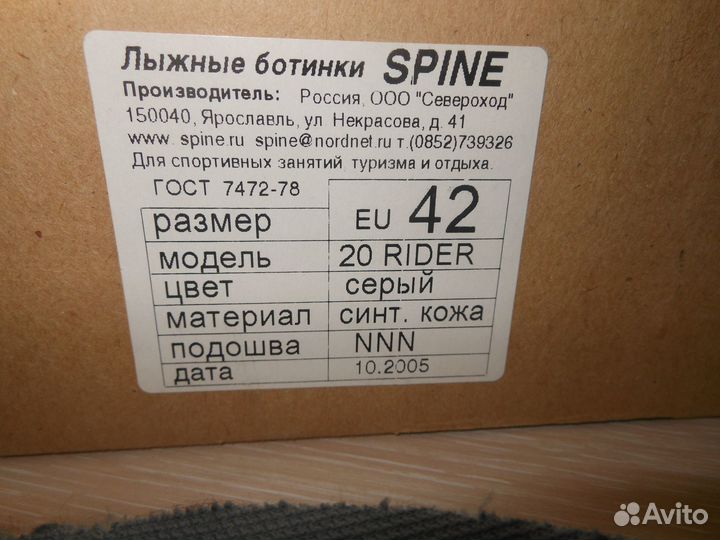 Лыжные ботинки SPINE
Производитель: Россия, ООО "Североход"
150040, Ярославль, ул Некрасова, д. 41
www. spine.ru spine@nordnet.ru т.(0852)739326
Для спортивных занятий, туризма и отдыха.
ГОСТ 7472-78
размер EU 42
модель 20 RIDER
цвет серый
материал синт. кожа
подошва NNN
дата 10.2005
Avito